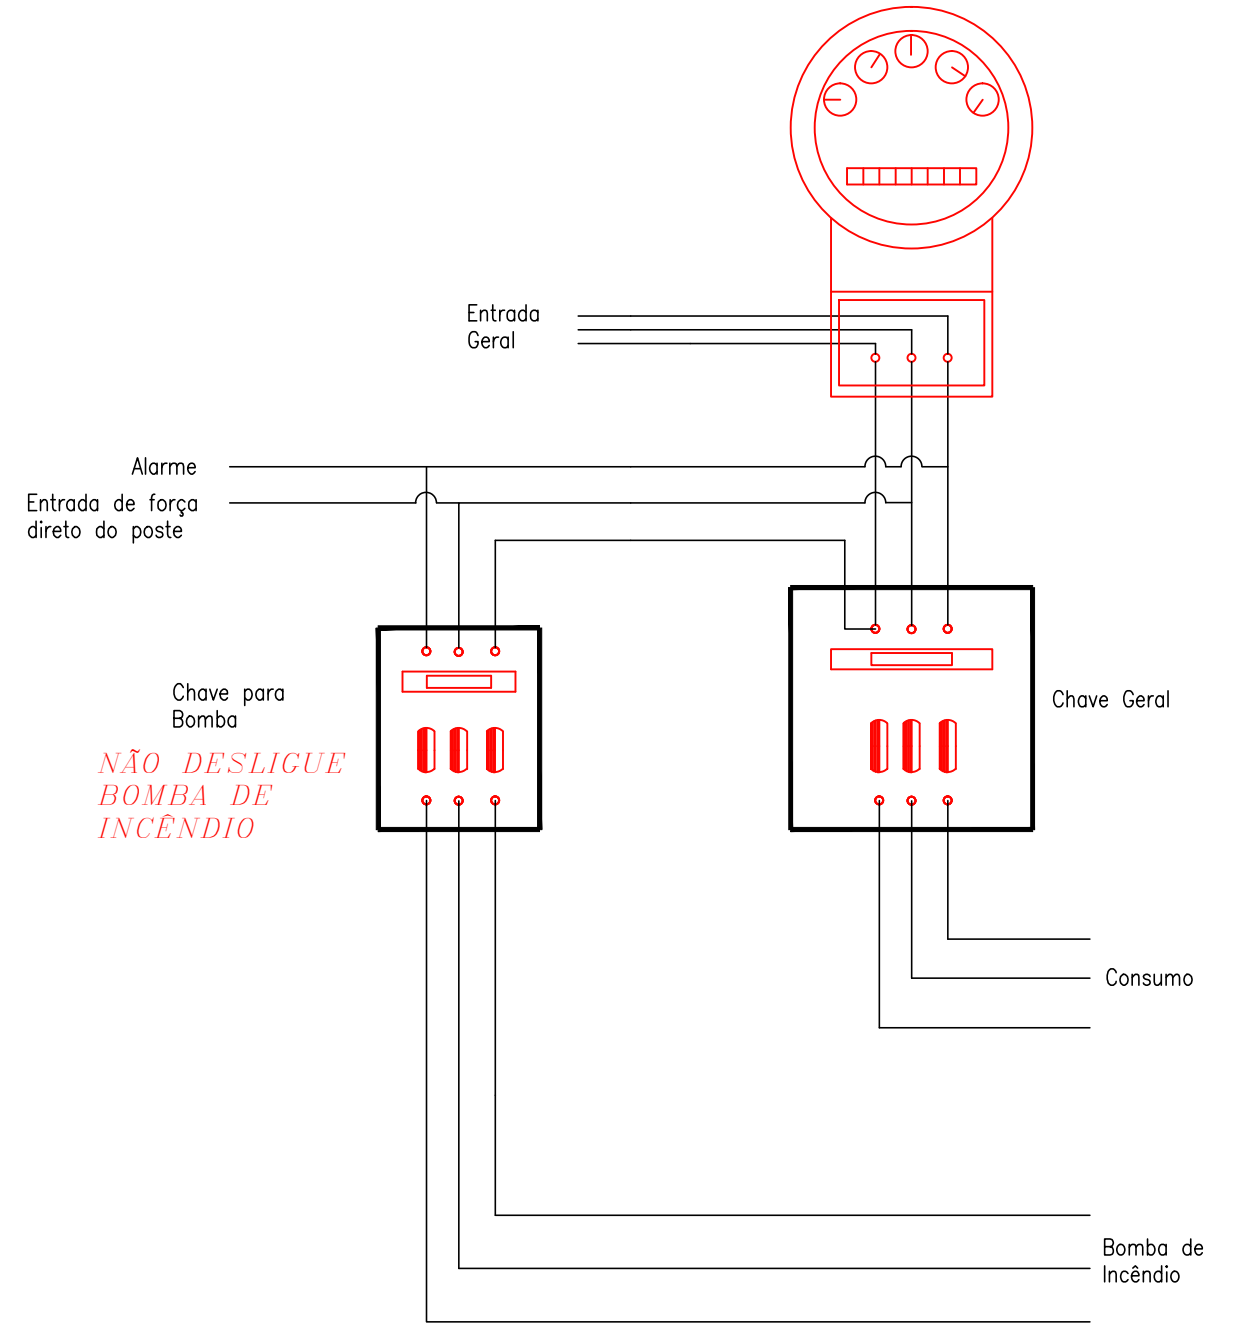 Entrada
Geral
Alarme
Entrada de força
direto do poste
Chave para
Bomba
NÃO DESLIGUE
BOMBA DE
INCÊNDIO
Chave Geral
Consumo
Bomba de
Incêndio